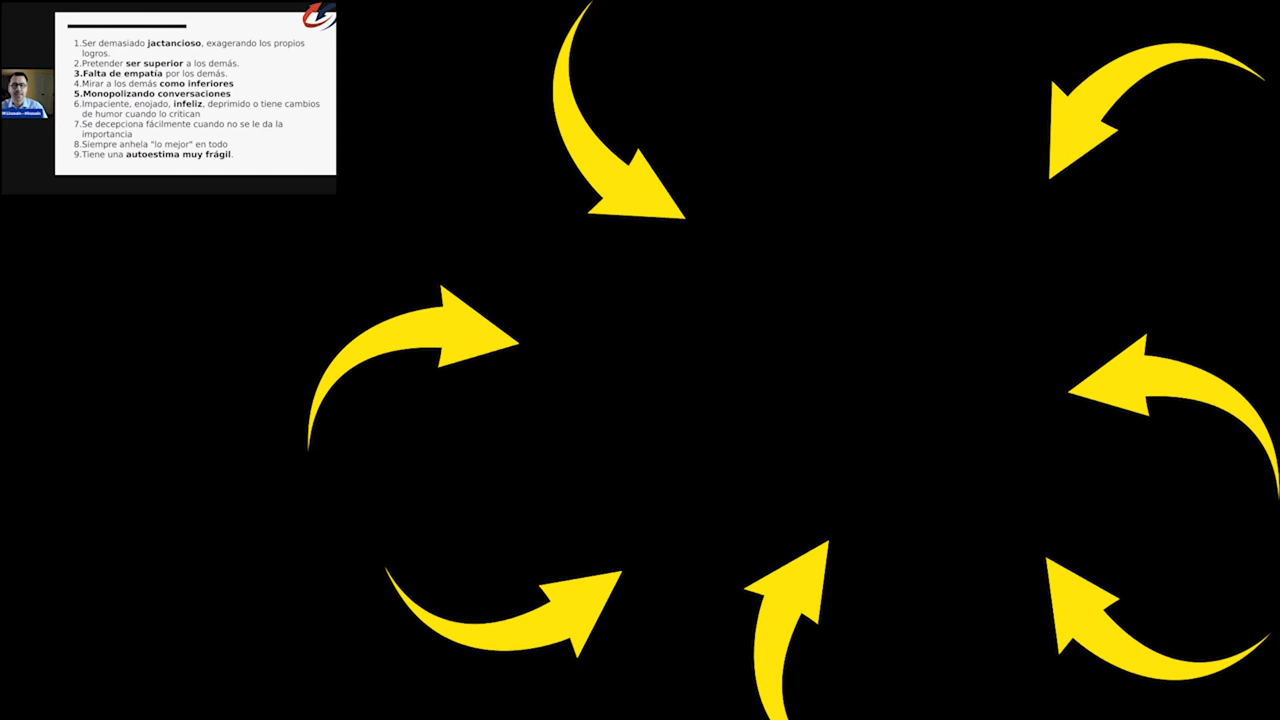 1.Ser demasiado jactancioso, exagerando los propios
logros.
2.Pretender ser superior a los demás.
3.Falta de empatía por los demás.
4.Mirar a los demás como inferiores
5.Monopolizando conversaciones
6.Impaciente, enojado, infeliz, deprimido o tiene cambios
de humor cuando lo critican
7.Se decepciona fácilmente cuando no se le da la
importancia
8.Siempre anhela "lo mejor" en todo
9.Tiene una autoestima muy frágil.